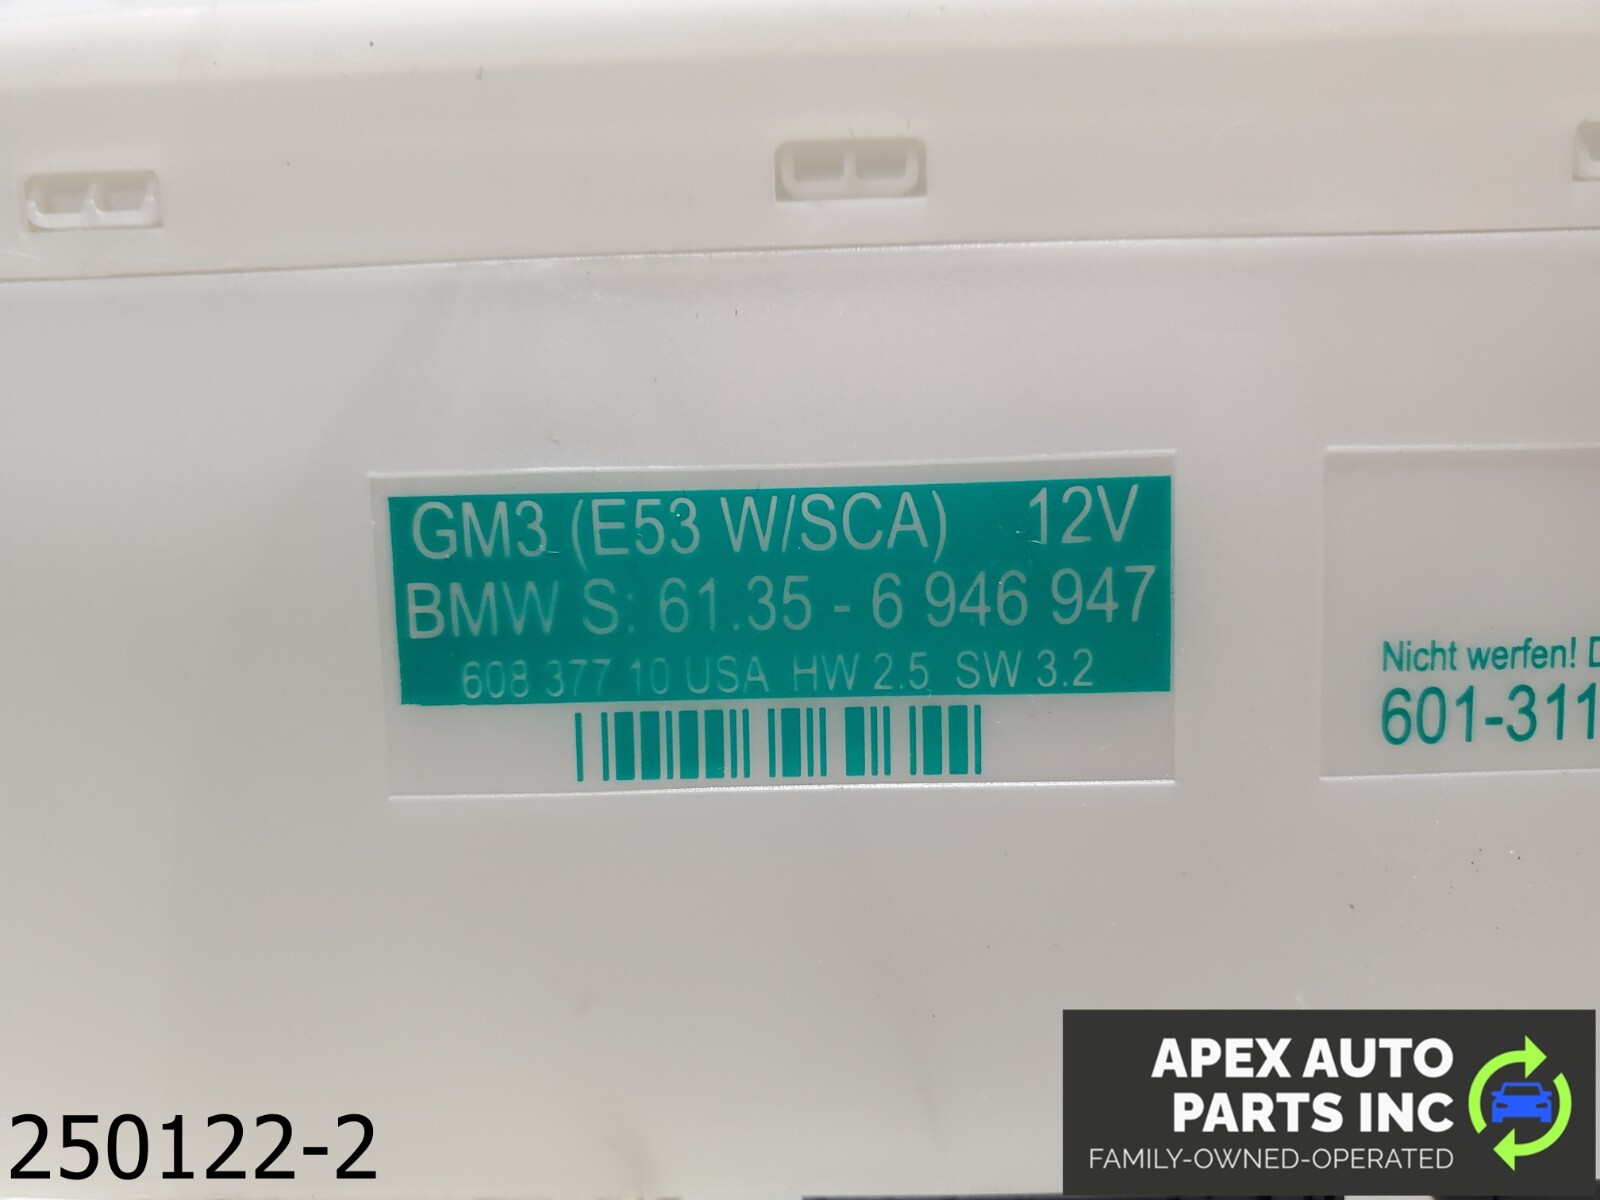 GM3 (E53 W/SCA) 12V
BMW S: 61.35 - 6 946 947
608 377 10 USA HW 2.5 SW 3.2
Nicht werfen!
601-311
APEX AUTO
PARTS INC
FAMILY-OWNED-OPERATED
250122-2